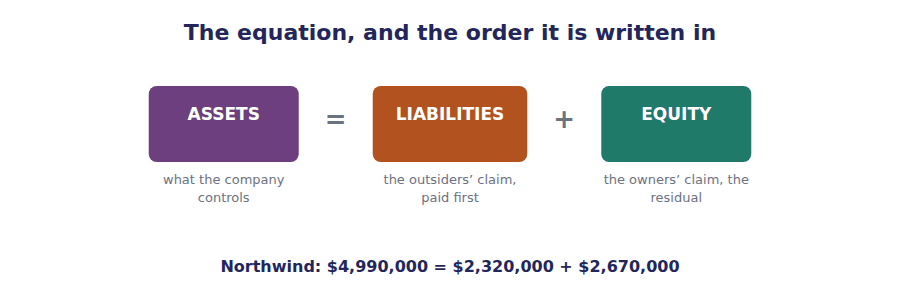 The equation, and the order it is written in
ASSETS = LIABILITIES + EQUITY
what the company controls
the outsiders’ claim, paid first
the owners’ claim, the residual
Northwind: $4,990,000 = $2,320,000 + $2,670,000